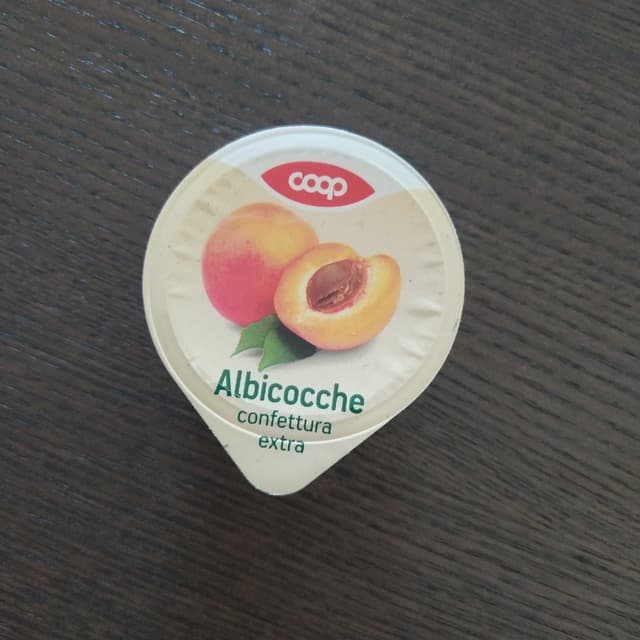 coop
Albicocche
confettura
extra